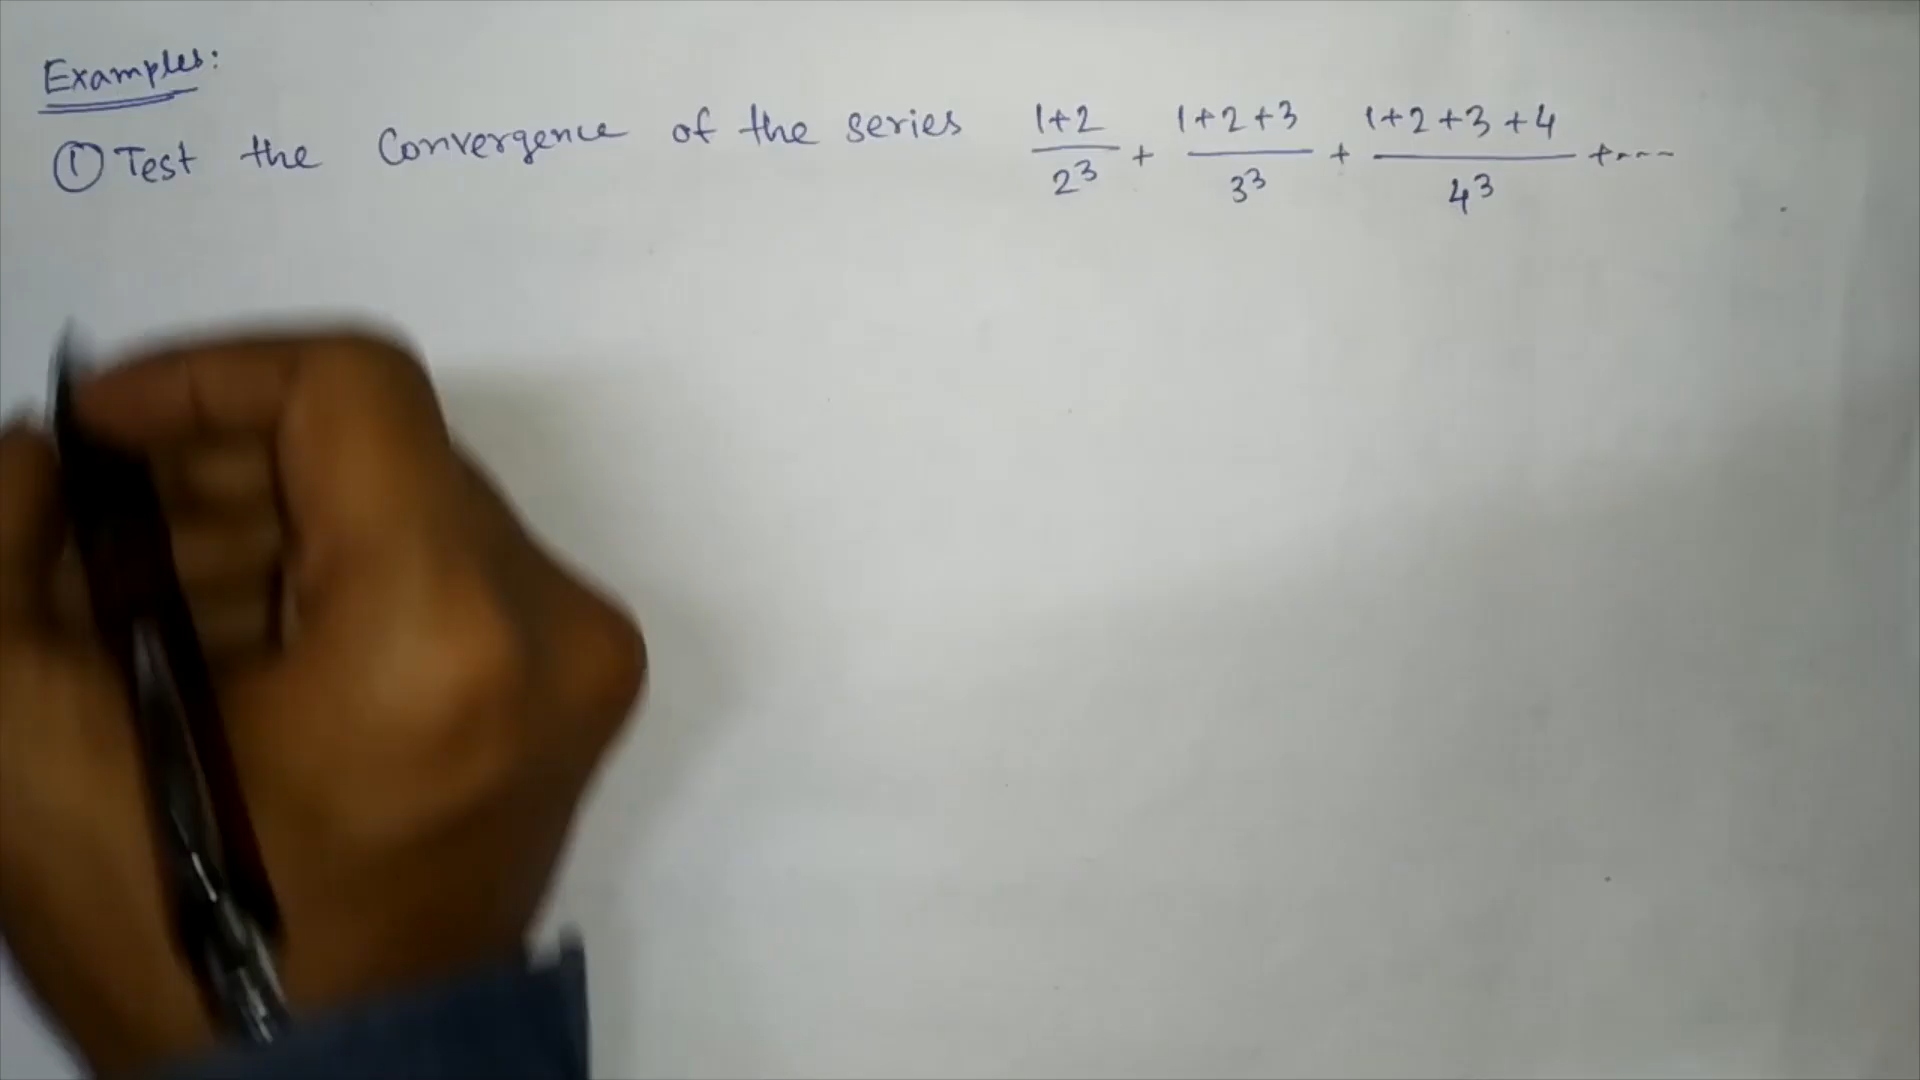 Examples:
① Test the Convergence of the series (1+2)/2³ + (1+2+3)/3³ + (1+2+3+4)/4³ +----